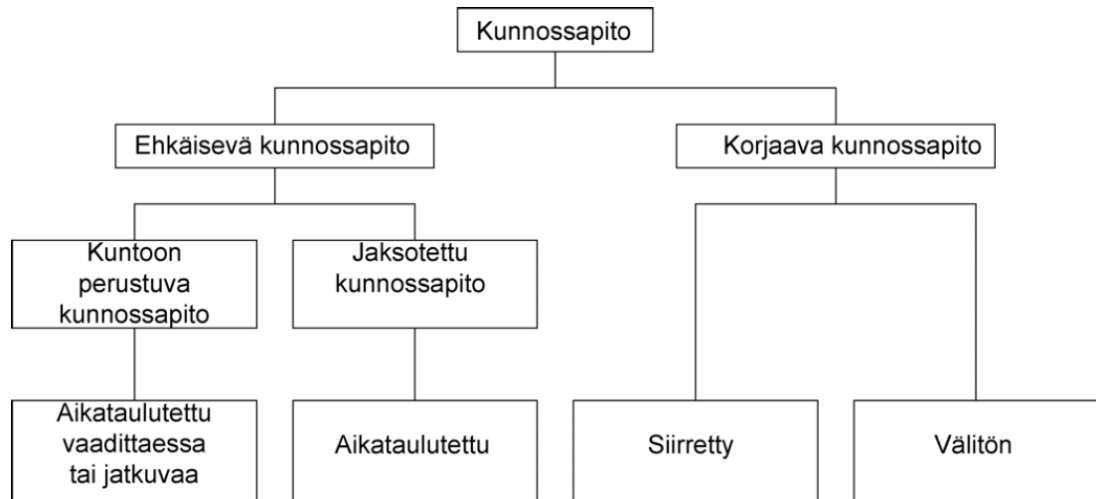 Kunnossapito
Ehkäisevä kunnossapito
Korjaava kunnossapito
Kuntoon
perustuva
kunnossapito
Jaksotettu
kunnossapito
Aikataulutettu
vaadittaessa
tai jatkuvaa
Aikataulutettu
Siirretty
Välitön